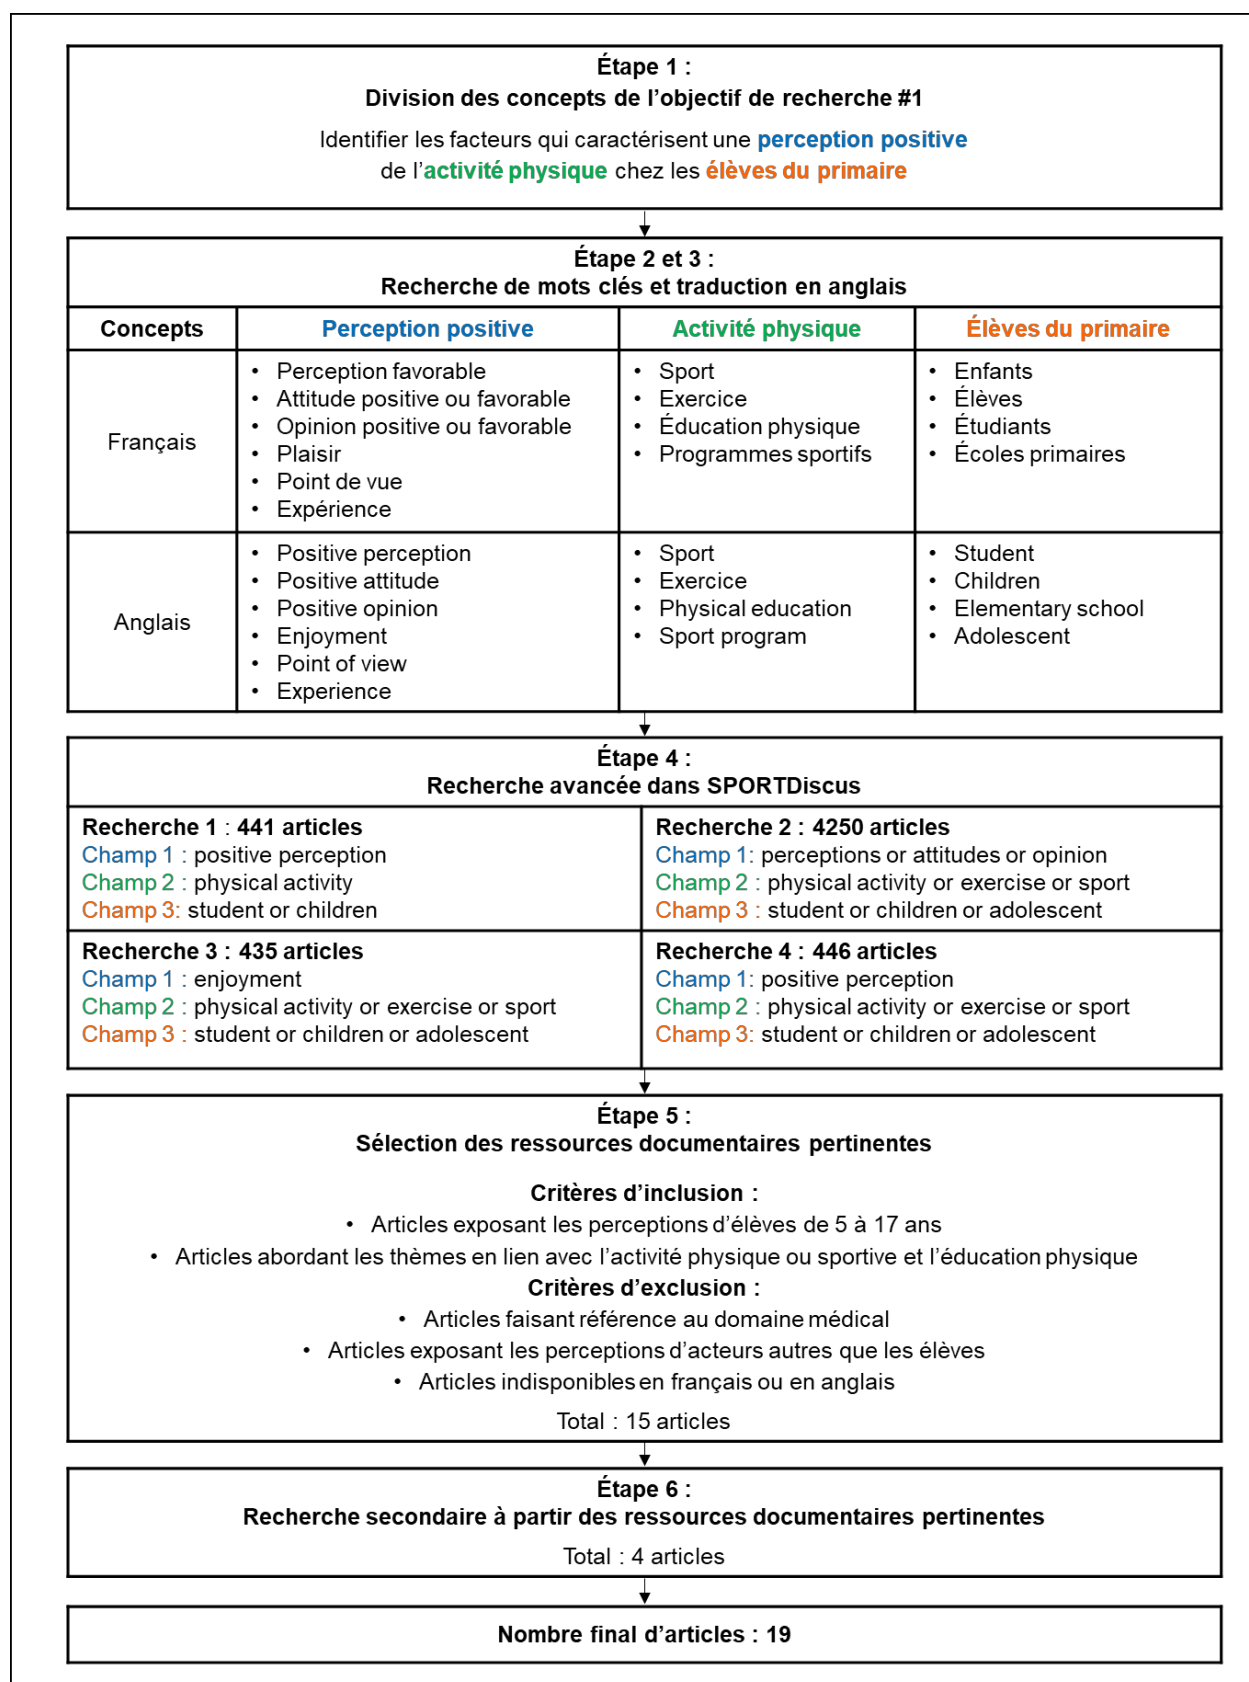 Étape 1 :
Division des concepts de l'objectif de recherche #1
Identifier les facteurs qui caractérisent une perception positive
de l'activité physique chez les élèves du primaire
Étape 2 et 3 :
Recherche de mots clés et traduction en anglais
Concepts
Perception positive
Activité physique
Élèves du primaire
Français
• Perception favorable
• Attitude positive ou favorable
• Opinion positive ou favorable
• Plaisir
• Point de vue
• Expérience
• Sport
• Exercice
• Éducation physique
• Programmes sportifs
• Enfants
• Élèves
• Étudiants
• Écoles primaires
Anglais
• Positive perception
• Positive attitude
• Positive opinion
• Enjoyment
• Point of view
• Experience
• Sport
• Exercice
• Physical education
• Sport program
• Student
• Children
• Elementary school
• Adolescent
Étape 4 :
Recherche avancée dans SPORTDiscus
Recherche 1 : 441 articles
Champ 1 : positive perception
Champ 2 : physical activity
Champ 3: student or children
Recherche 2 : 4250 articles
Champ 1: perceptions or attitudes or opinion
Champ 2 : physical activity or exercise or sport
Champ 3: student or children or adolescent
Recherche 3 : 435 articles
Champ 1 : enjoyment
Champ 2 : physical activity or exercise or sport
Champ 3 : student or children or adolescent
Recherche 4 : 446 articles
Champ 1: positive perception
Champ 2 : physical activity or exercise or sport
Champ 3: student or children or adolescent
Étape 5 :
Sélection des ressources documentaires pertinentes
Critères d'inclusion :
• Articles exposant les perceptions d'élèves de 5 à 17 ans
• Articles abordant les thèmes en lien avec l'activité physique ou sportive et l'éducation physique
Critères d'exclusion :
• Articles faisant référence au domaine médical
• Articles exposant les perceptions d'acteurs autres que les élèves
• Articles indisponibles en français ou en anglais
Total : 15 articles
Étape 6 :
Recherche secondaire à partir des ressources documentaires pertinentes
Total : 4 articles
Nombre final d'articles : 19